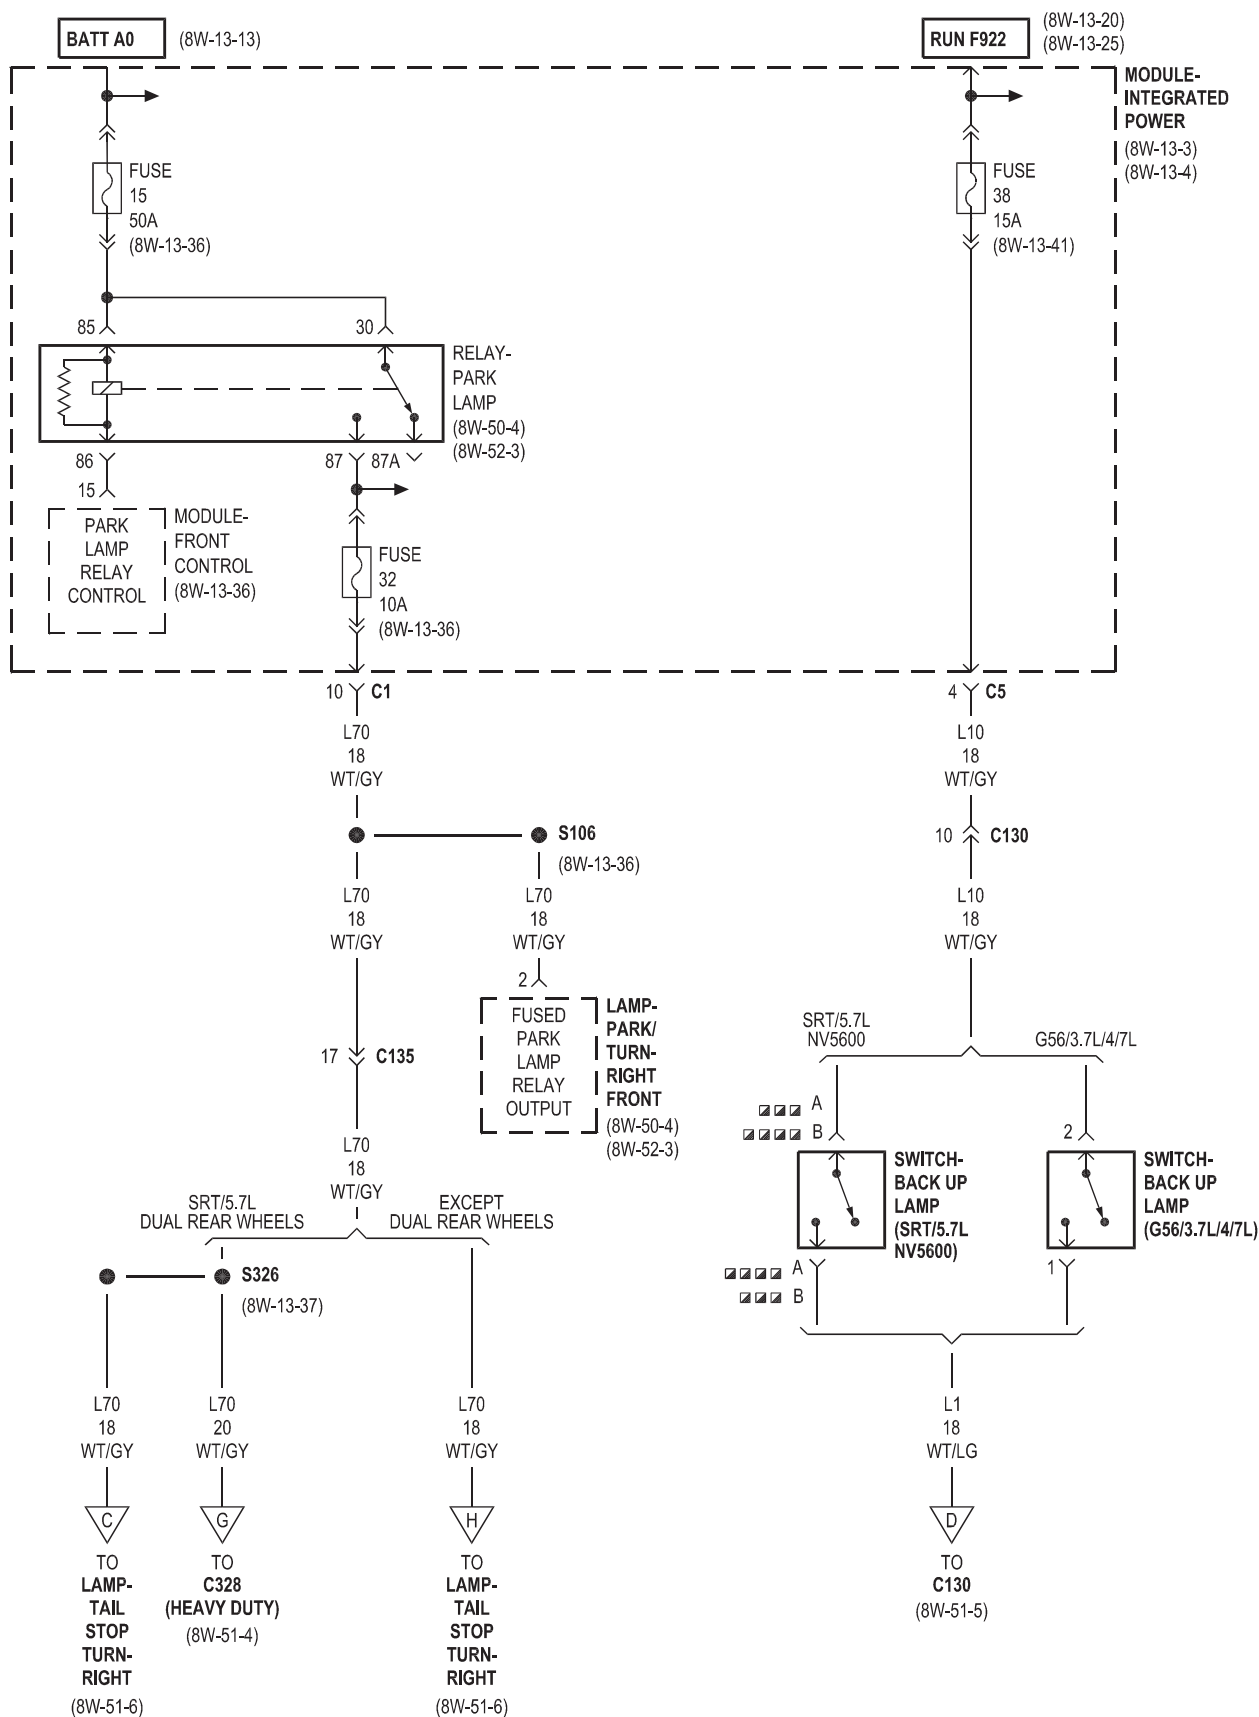 BATT A0
(8W-13-13)
RUN F922
(8W-13-20)
(8W-13-25)
MODULE-
INTEGRATED
POWER
(8W-13-3)
(8W-13-4)
FUSE
15
50A
(8W-13-36)
FUSE
38
15A
(8W-13-41)
85
30
RELAY-
PARK
LAMP
(8W-50-4)
(8W-52-3)
86
87
87A
15
PARK
LAMP
RELAY
CONTROL
MODULE-
FRONT
CONTROL
(8W-13-36)
FUSE
32
10A
(8W-13-36)
10
C1
4
C5
L70
18
WT/GY
L10
18
WT/GY
S106
(8W-13-36)
10
C130
L70
18
WT/GY
L70
18
WT/GY
L10
18
WT/GY
2
FUSED
PARK
LAMP
RELAY
OUTPUT
LAMP-
PARK/
TURN-
RIGHT
FRONT
(8W-50-4)
(8W-52-3)
17
C135
SRT/5.7L
NV5600
G56/3.7L/4/7L
A
B
2
L70
18
WT/GY
SWITCH-
BACK UP
LAMP
(SRT/5.7L
NV5600)
SWITCH-
BACK UP
LAMP
(G56/3.7L/4/7L)
SRT/5.7L
DUAL REAR WHEELS
EXCEPT
DUAL REAR WHEELS
S326
(8W-13-37)
A
B
1
L70
18
WT/GY
L70
20
WT/GY
L70
18
WT/GY
L1
18
WT/LG
C
G
H
D
TO
LAMP-
TAIL
STOP
TURN-
RIGHT
(8W-51-6)
TO
C328
(HEAVY DUTY)
(8W-51-4)
TO
LAMP-
TAIL
STOP
TURN-
RIGHT
(8W-51-6)
TO
C130
(8W-51-5)